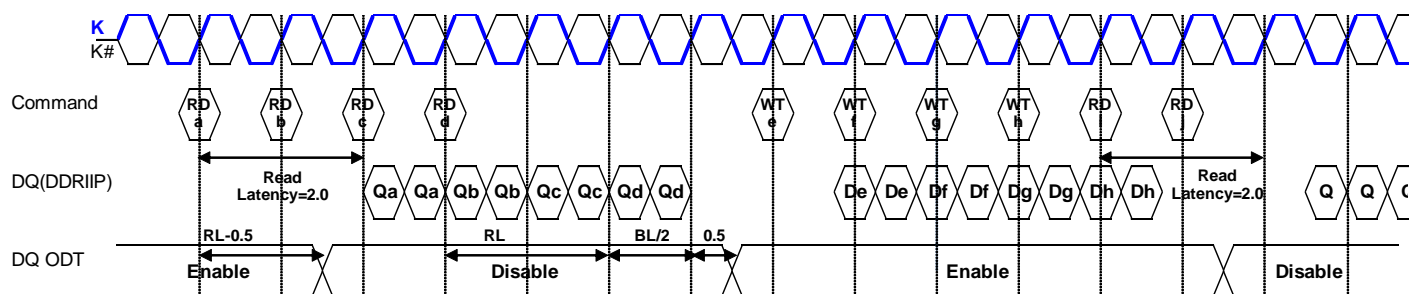 K
K#
Command
RD a
RD b
RD c
RD d
WT e
WT f
WT g
WT h
RD i
RD j
DQ(DDRIIP)
Read
Latency=2.0
Qa Qa Qb Qb Qc Qc Qd Qd
De De Df Df Dg Dg Dh Dh
Read
Latency=2.0
Q Q
DQ ODT
RL-0.5
RL
BL/2
0.5
Enable
Disable
Enable
Disable